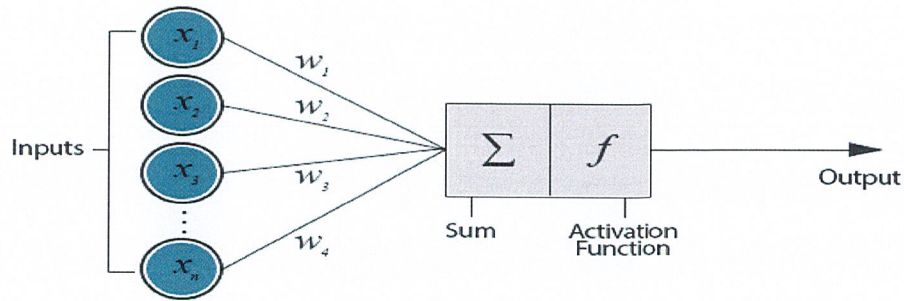 x₁
w₁
x₂
w₂
Inputs
Σ
f
x₃
w₃
Output
⋮
Sum
Activation
Function
xₙ
w₄